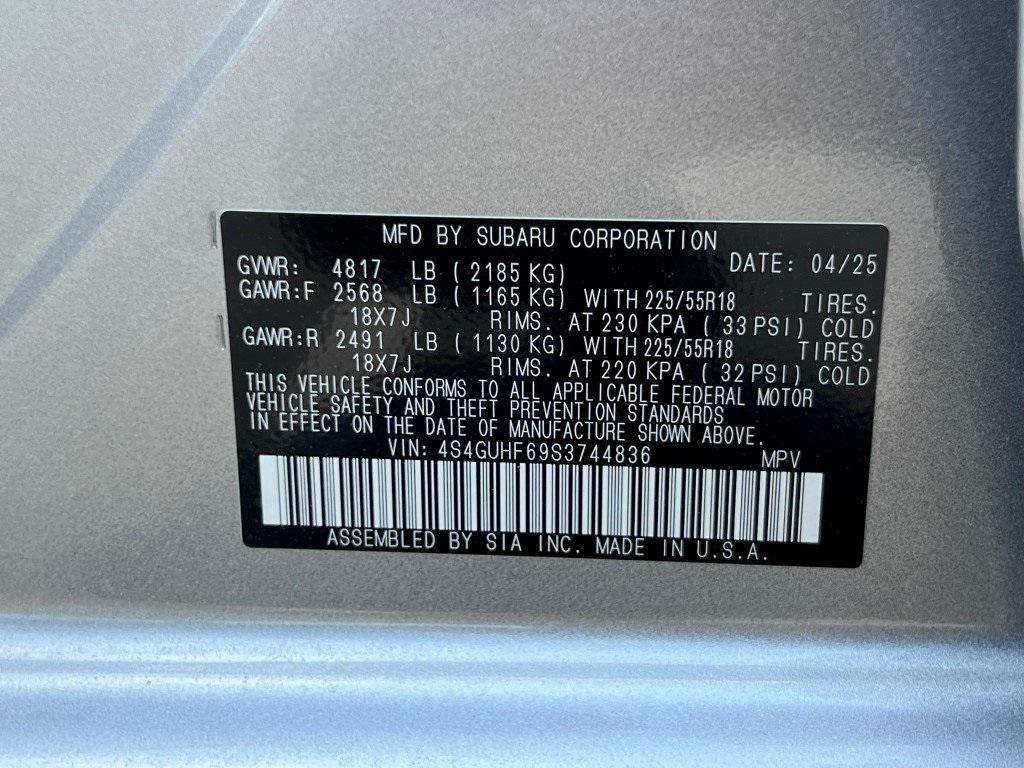 MFD BY SUBARU CORPORATION
GVWR: 4817 LB ( 2185 KG) DATE: 04/25
GAWR:F 2568 LB ( 1165 KG) WITH 225/55R18 TIRES.
18X7J RIMS. AT 230 KPA ( 33 PSI) COLD
GAWR:R 2491 LB ( 1130 KG) WITH 225/55R18 TIRES.
18X7J RIMS. AT 220 KPA ( 32 PSI) COLD
THIS VEHICLE CONFORMS TO ALL APPLICABLE FEDERAL MOTOR
VEHICLE SAFETY AND THEFT PREVENTION STANDARDS
IN EFFECT ON THE DATE OF MANUFACTURE SHOWN ABOVE.
VIN: 4S4GUHF69S3744836 MPV
ASSEMBLED BY SIA INC. MADE IN U.S.A.